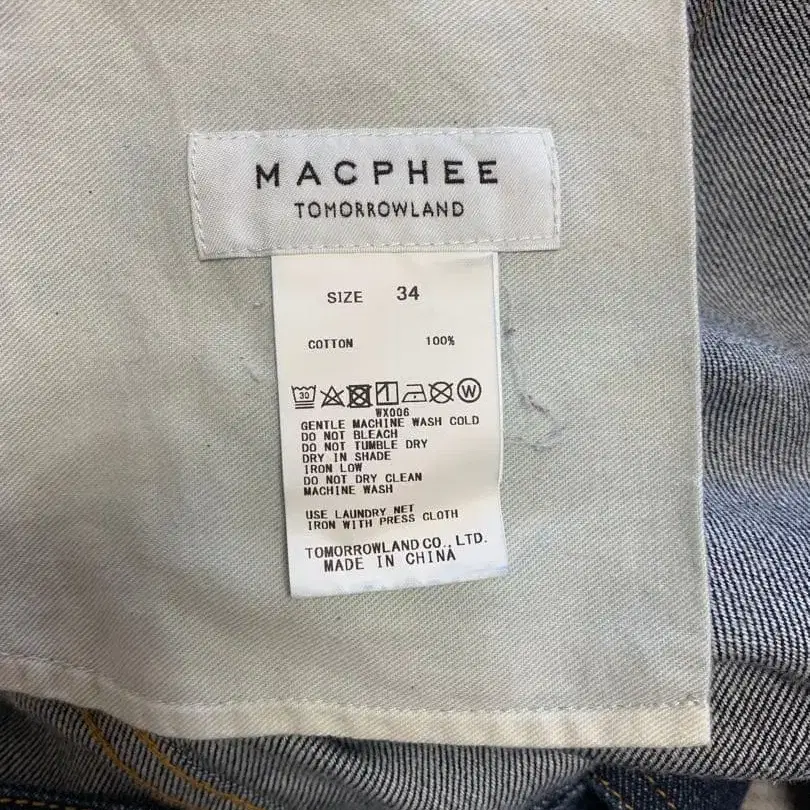 MACPHEE
TOMORROWLAND
SIZE 34
COTTON 100%
30 W
WX006
GENTLE MACHINE WASH COLD
DO NOT BLEACH
DO NOT TUMBLE DRY
DRY IN SHADE
IRON LOW
DO NOT DRY CLEAN
MACHINE WASH
USE LAUNDRY NET
IRON WITH PRESS CLOTH
TOMORROWLAND CO., LTD.
MADE IN CHINA